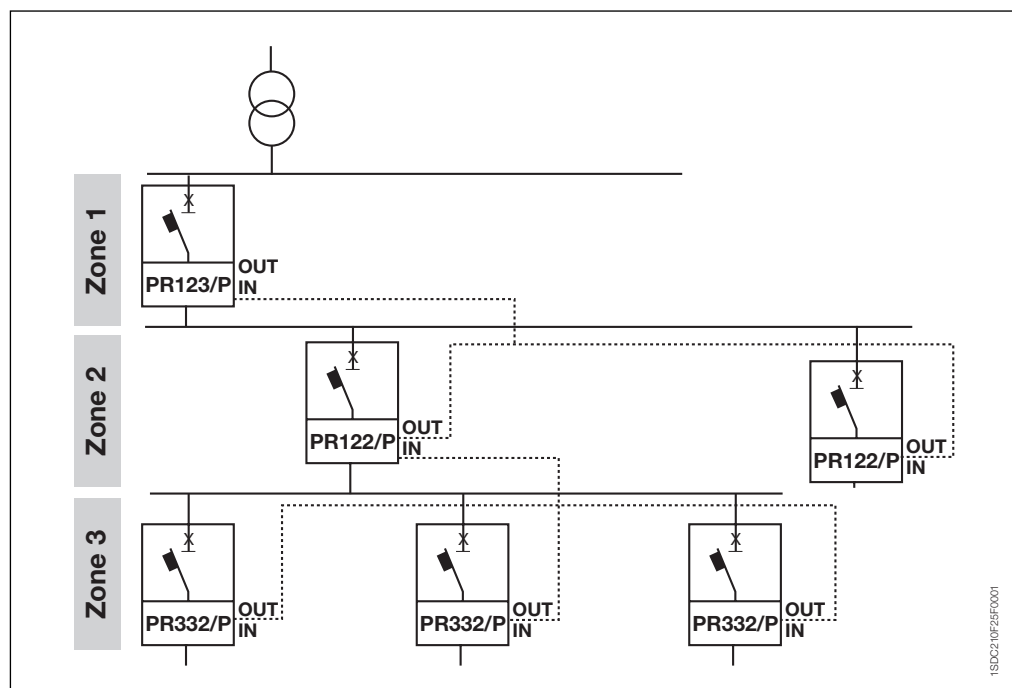 Zone 1
PR123/P
OUT
IN
Zone 2
PR122/P
OUT
IN
PR122/P
OUT
IN
Zone 3
PR332/P
OUT
IN
PR332/P
OUT
IN
PR332/P
OUT
IN
1SDC210F25F0001